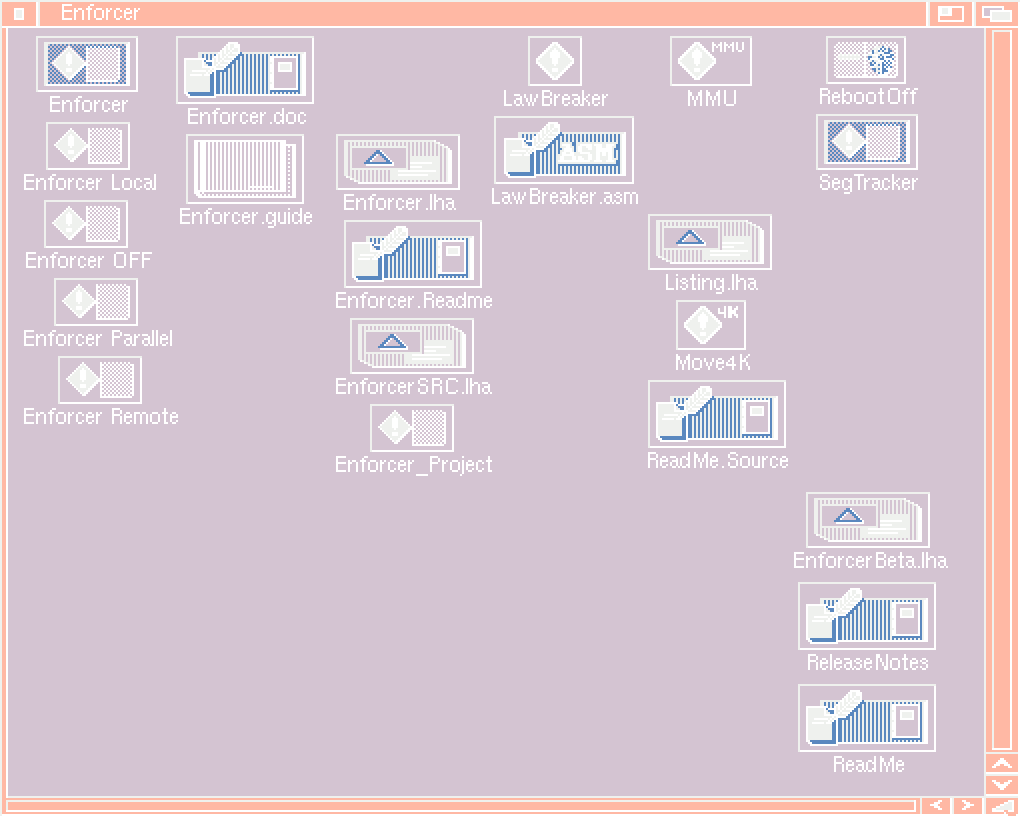 Enforcer
Enforcer
Enforcer.doc
LawBreaker
MMU
MMU
RebootOff
Enforcer Local
Enforcer.guide
Enforcer.lha
ASM
LawBreaker.asm
SegTracker
Enforcer OFF
Enforcer.Readme
Listing.lha
Enforcer Parallel
EnforcerSRC.lha
4K
Move4K
Enforcer Remote
Enforcer_Project
ReadMe.Source
EnforcerBeta.lha
ReleaseNotes
ReadMe